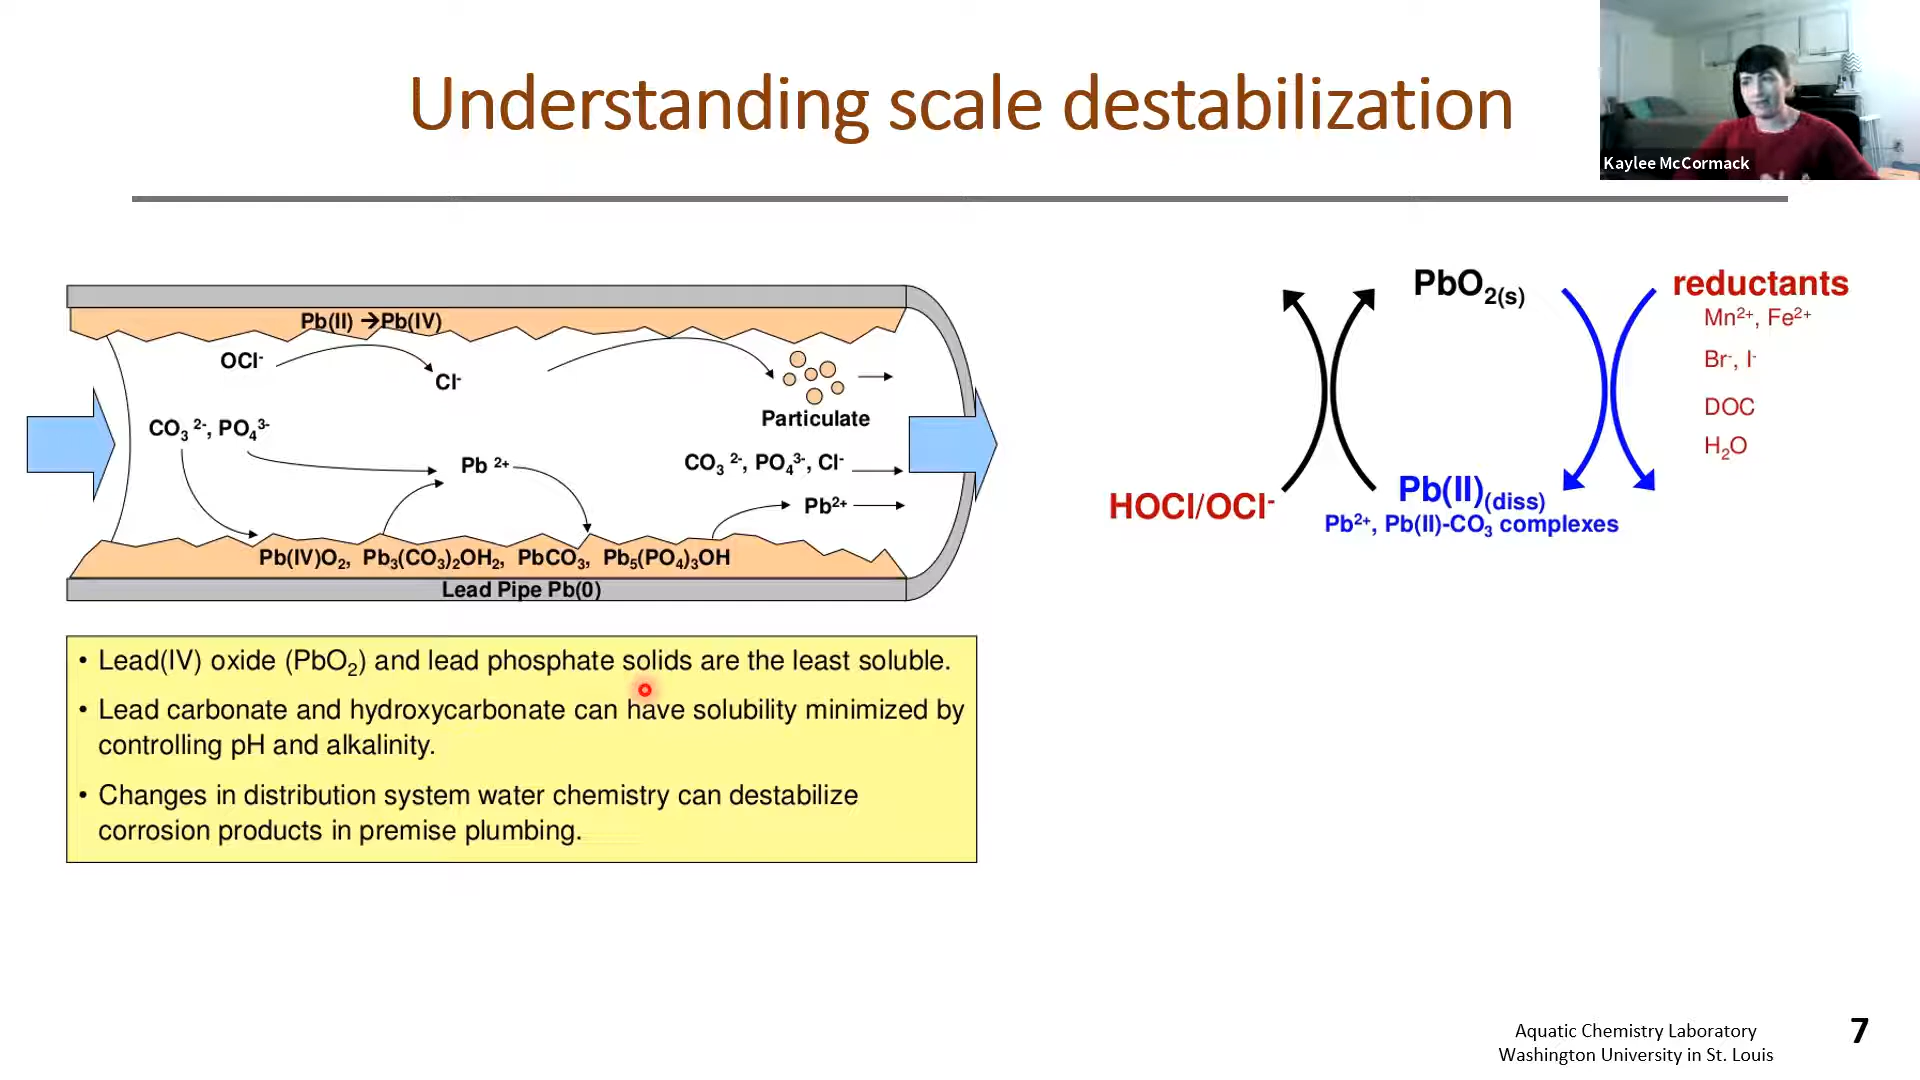 Understanding scale destabilization
Kaylee McCormack
Pb(II) →Pb(IV)
OCl-
Cl-
Particulate
CO3 2-, PO4 3-
Pb 2+
CO3 2-, PO4 3-, Cl-
Pb2+
Pb(IV)O2, Pb3(CO3)2OH2, PbCO3, Pb5(PO4)3OH
Lead Pipe Pb(0)
PbO2(s)
reductants
Mn2+, Fe2+
Br-, I-
DOC
H2O
HOCl/OCl-
Pb(II)(diss)
Pb2+, Pb(II)-CO3 complexes
• Lead(IV) oxide (PbO2) and lead phosphate solids are the least soluble.
• Lead carbonate and hydroxycarbonate can have solubility minimized by
controlling pH and alkalinity.
• Changes in distribution system water chemistry can destabilize
corrosion products in premise plumbing.
Aquatic Chemistry Laboratory
Washington University in St. Louis
7